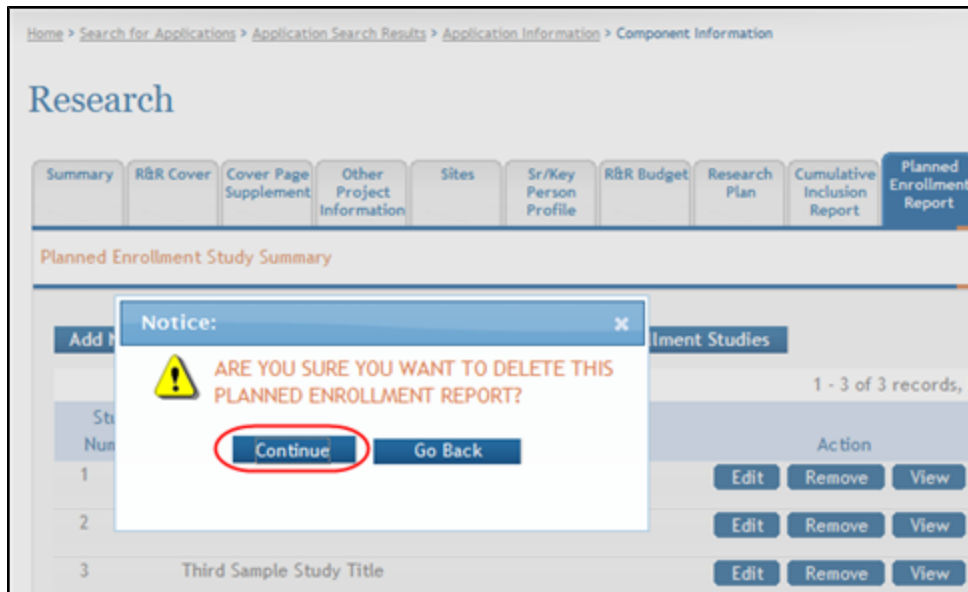 Home > Search for Applications > Application Search Results > Application Information > Component Information
Research
Summary
R&R Cover
Cover Page
Supplement
Other
Project
Information
Sites
Sr/Key
Person
Profile
R&R Budget
Research
Plan
Cumulative
Inclusion
Report
Planned
Enrollment
Report
Planned Enrollment Study Summary
Notice:
ARE YOU SURE YOU WANT TO DELETE THIS
PLANNED ENROLLMENT REPORT?
Continue Go Back
Add
Studies
1 - 3 of 3 records,
Action
1 Edit Remove View
2 Edit Remove View
3 Third Sample Study Title Edit Remove View